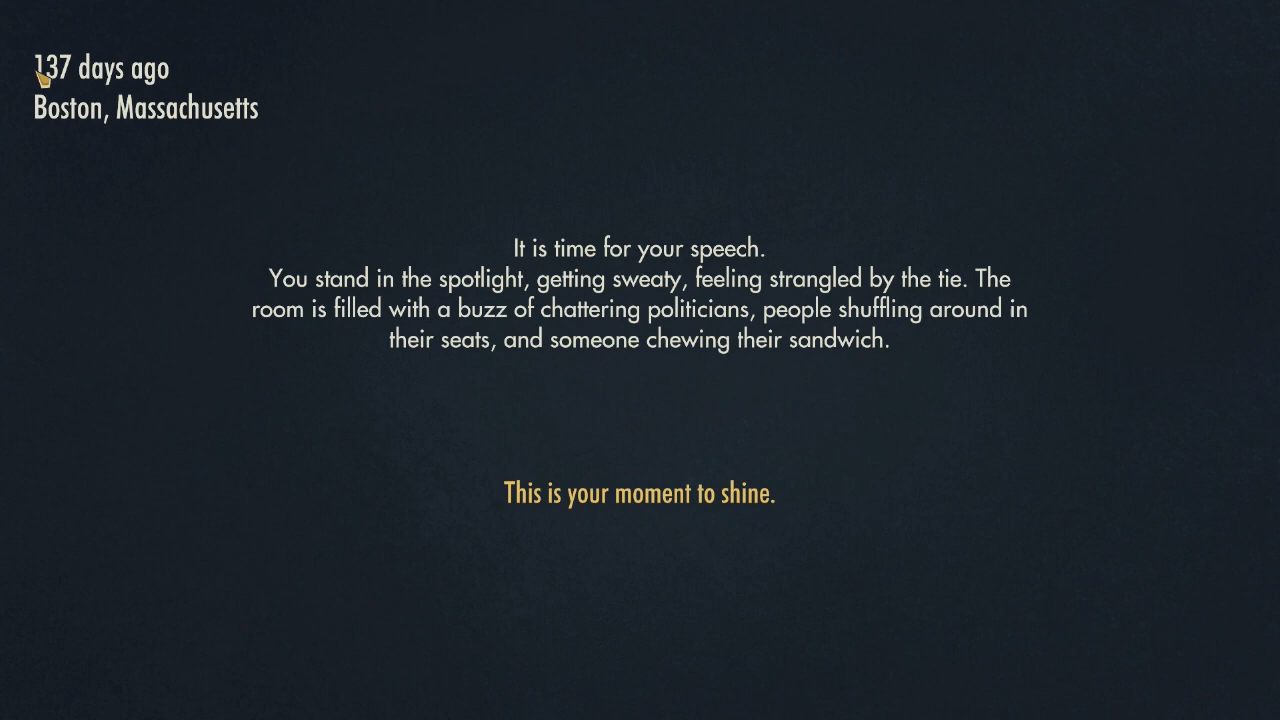 137 days ago
Boston, Massachusetts
It is time for your speech.
You stand in the spotlight, getting sweaty, feeling strangled by the tie. The
room is filled with a buzz of chattering politicians, people shuffling around in
their seats, and someone chewing their sandwich.
This is your moment to shine.